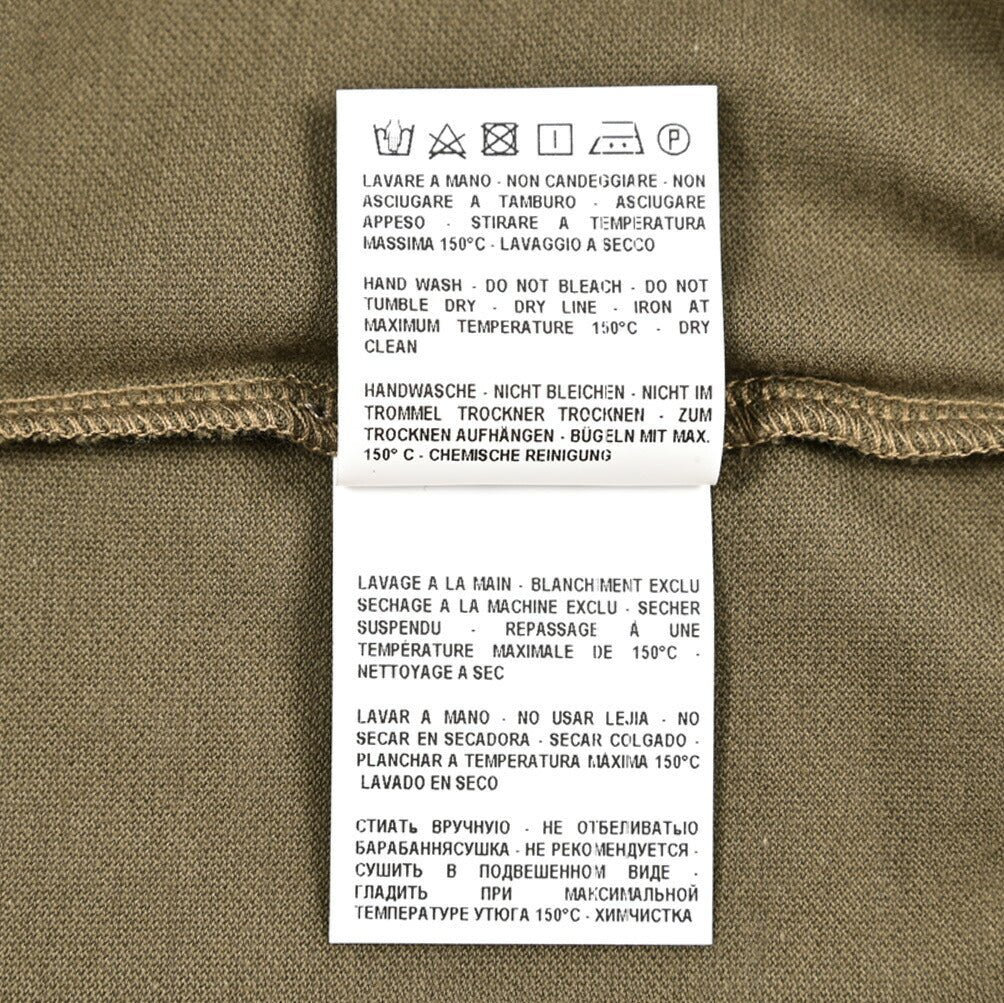 P
LAVARE A MANO - NON CANDEGGIARE - NON
ASCIUGARE A TAMBURO - ASCIUGARE
APPESO - STIRARE A TEMPERATURA
MASSIMA 150°C - LAVAGGIO A SECCO
HAND WASH - DO NOT BLEACH - DO NOT
TUMBLE DRY - DRY LINE - IRON AT
MAXIMUM TEMPERATURE 150°C - DRY
CLEAN
HANDWASCHE - NICHT BLEICHEN - NICHT IM
TROMMEL TROCKNER TROCKNEN - ZUM
TROCKNEN AUFHÄNGEN - BÜGELN MIT MAX.
150° C - CHEMISCHE REINIGUNG
LAVAGE A LA MAIN - BLANCHIMENT EXCLU
SECHAGE A LA MACHINE EXCLU - SECHER
SUSPENDU - REPASSAGE À UNE
TEMPÉRATURE MAXIMALE DE 150°C -
NETTOYAGE A SEC
LAVAR A MANO - NO USAR LEJIA - NO
SECAR EN SECADORA - SECAR COLGADO -
PLANCHAR A TEMPERATURA MAXIMA 150°C
LAVADO EN SECO
СТИАТЬ ВРУЧНУЮ - НЕ ОТБЕЛИВАТЬЮ
БАРАБАННЯСУШКА - НЕ РЕКОМЕНДУЕТСЯ -
СУШИТЬ В ПОДВЕШЕННОМ ВИДЕ -
ГЛАДИТЬ ПРИ МАКСИМАЛЬНОЙ
ТЕМПЕРАТУРЕ УТЮГА 150°C - ХИМЧИСТКА